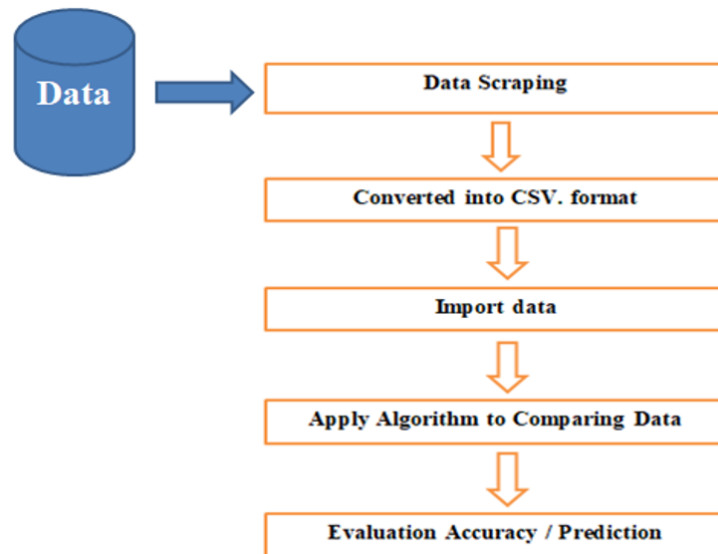 Data
Data Scraping
Converted into CSV. format
Import data
Apply Algorithm to Comparing Data
Evaluation Accuracy / Prediction